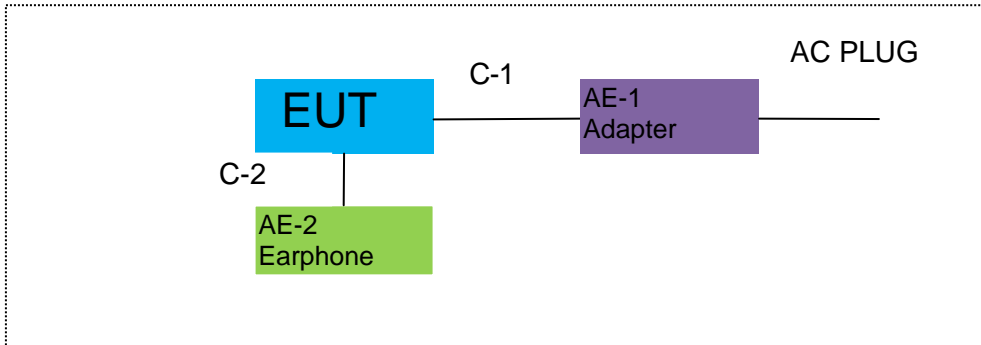 AC PLUG
C-1
EUT
AE-1
Adapter
C-2
AE-2
Earphone